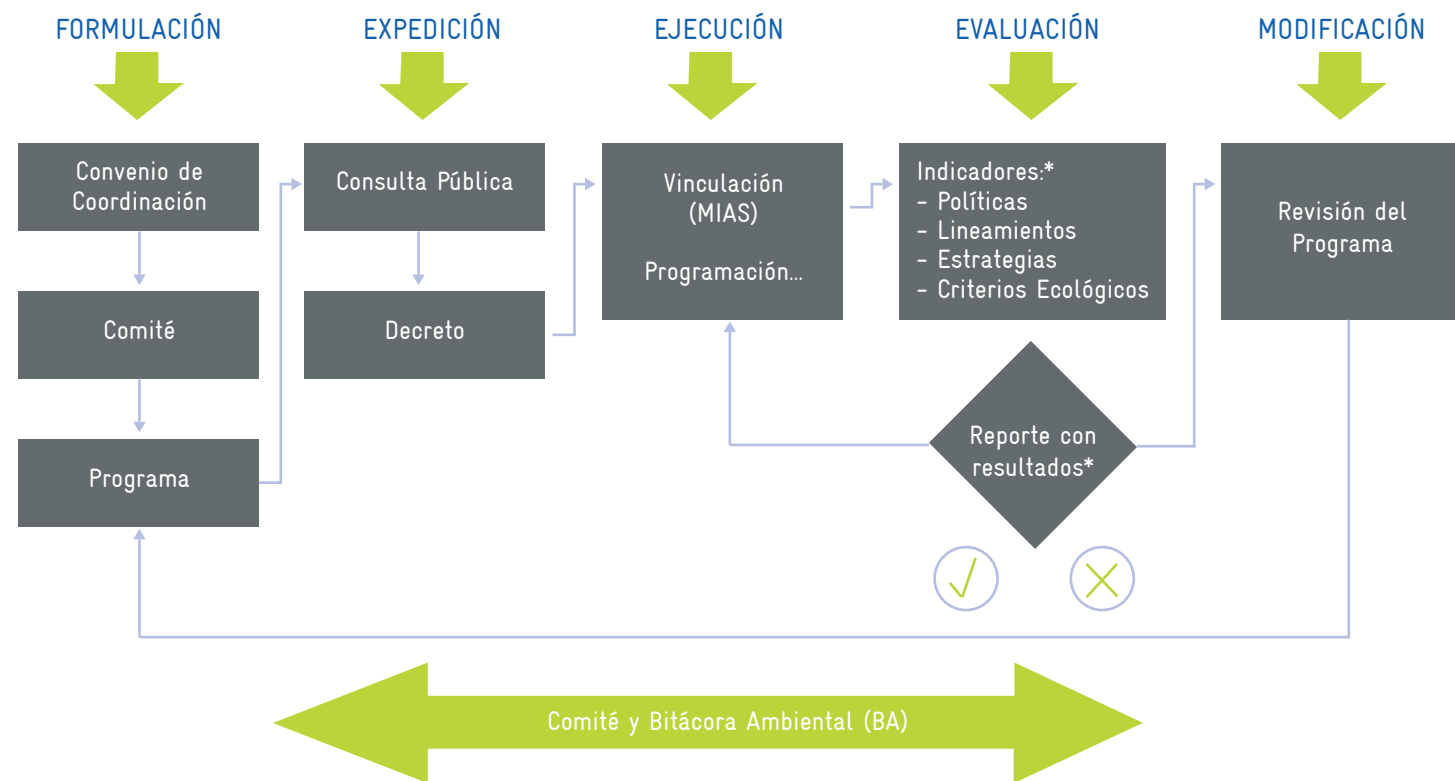 FORMULACIÓN
EXPEDICIÓN
EJECUCIÓN
EVALUACIÓN
MODIFICACIÓN
Convenio de
Coordinación
Comité
Programa
Consulta Pública
Decreto
Vinculación
(MIAS)
Programación...
Indicadores:*
- Políticas
- Lineamientos
- Estrategias
- Criterios Ecológicos
Reporte con
resultados*
Revisión del
Programa
Comité y Bitácora Ambiental (BA)